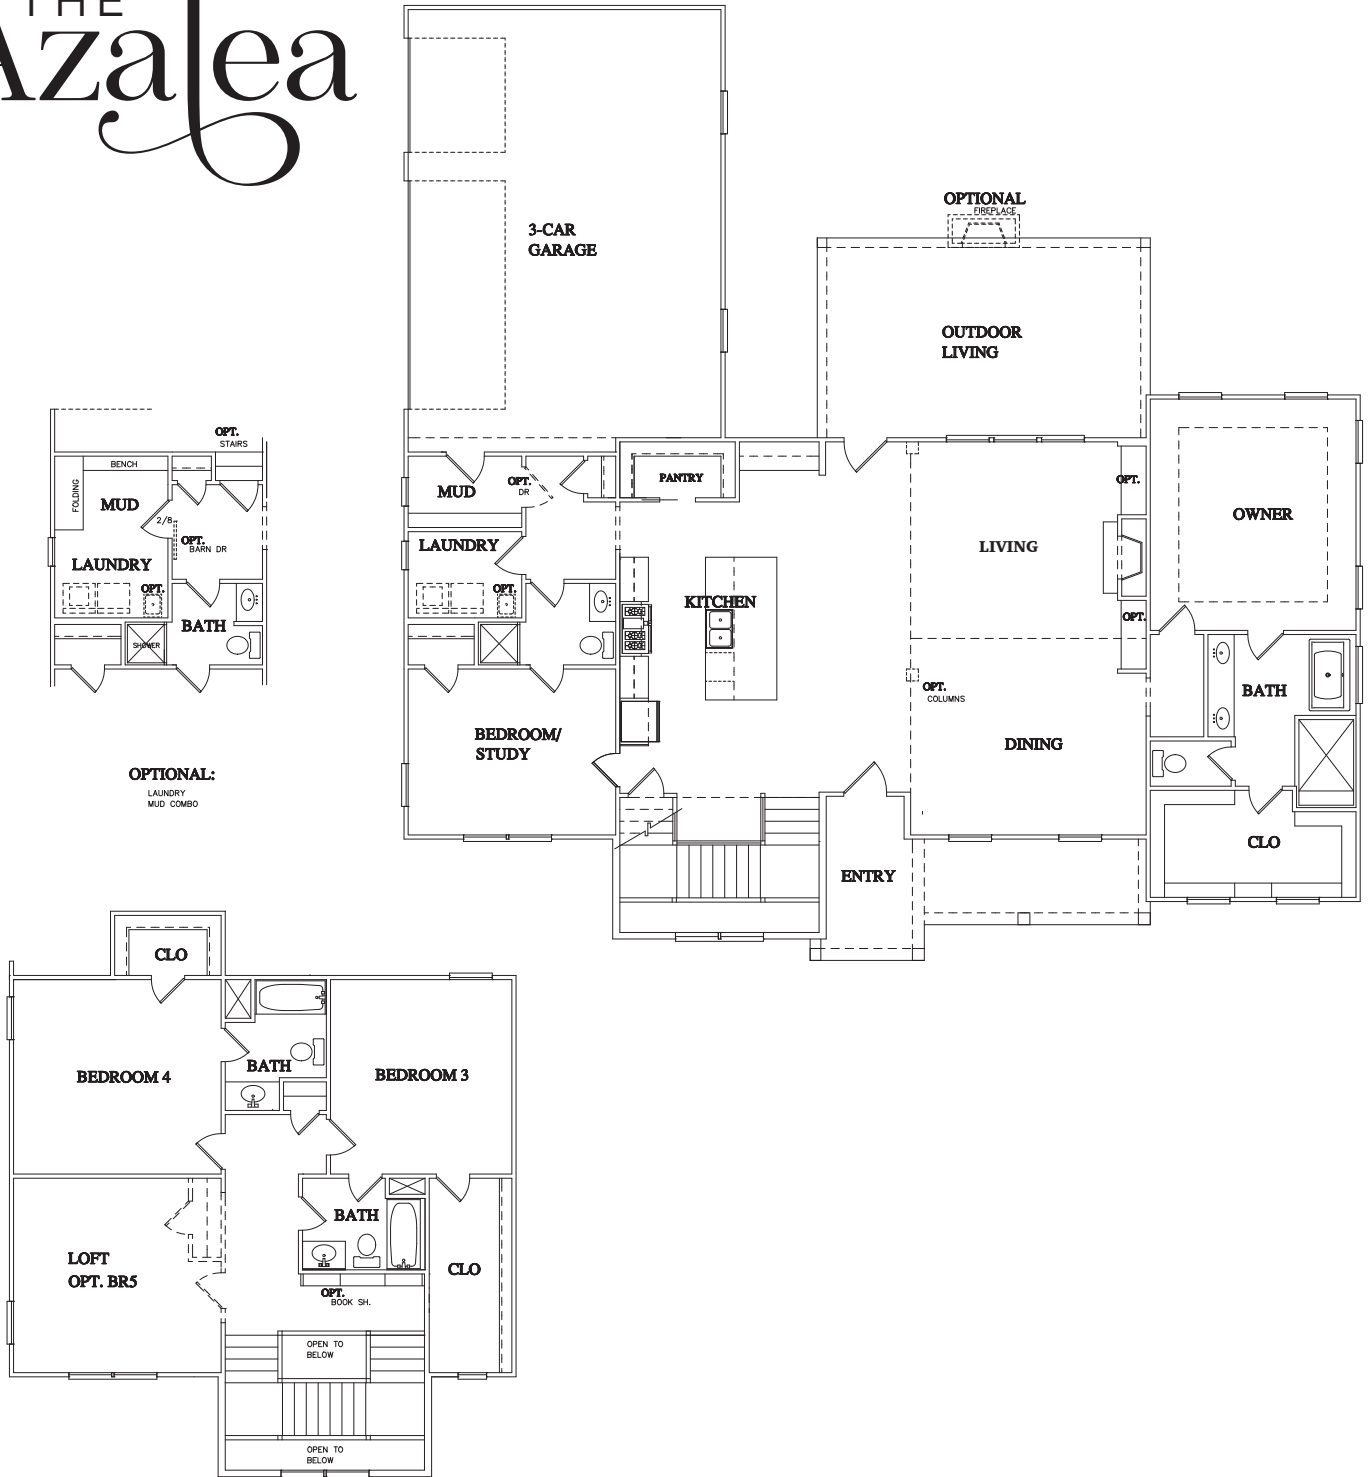 THE
Azalea
3-CAR
GARAGE
OPTIONAL
FIREPLACE
OUTDOOR
LIVING
OPT.
STAIRS
BENCH
FOLDING
MUD
2/8
OPT.
BARN DR
LAUNDRY
OPT.
BATH
SHOWER
OPTIONAL:
LAUNDRY
MUD COMBO
MUD
OPT.
DR
PANTRY
LAUNDRY
OPT.
KITCHEN
LIVING
OPT.
OPT.
OWNER
BATH
OPT.
COLUMNS
BEDROOM/
STUDY
DINING
CLO
ENTRY
CLO
BEDROOM 4
BATH
BEDROOM 3
BATH
LOFT
OPT. BR5
CLO
OPT.
BOOK SH.
OPEN TO
BELOW
OPEN TO
BELOW